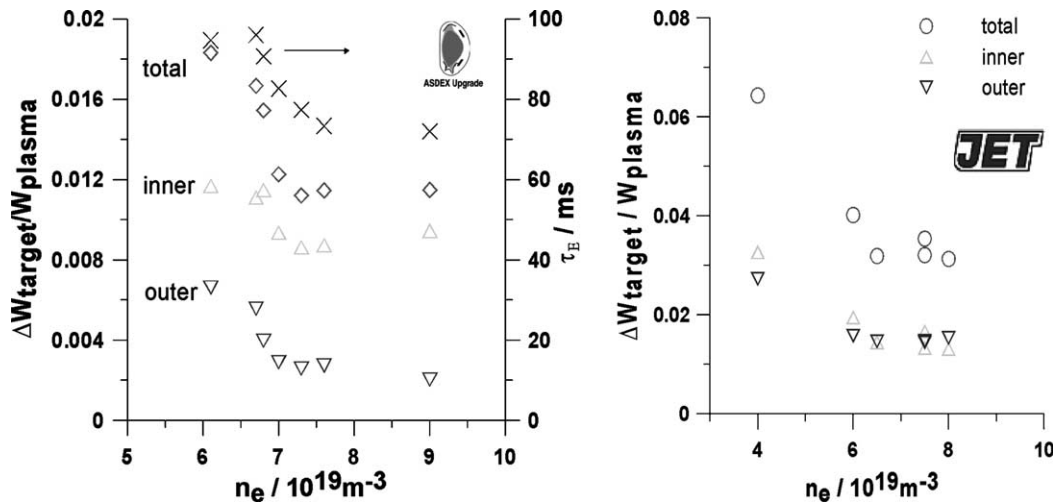 0.02
0.016
0.012
0.008
0.004
0
ΔWtarget/Wplasma
total
inner
outer
ASDEX Upgrade
100
80
60
40
20
0
τE / ms
5 6 7 8 9 10
ne / 10¹⁹m⁻³
0.08
0.06
0.04
0.02
0
ΔWtarget / Wplasma
total
inner
outer
JET
4 6 8 10
ne / 10¹⁹m⁻³